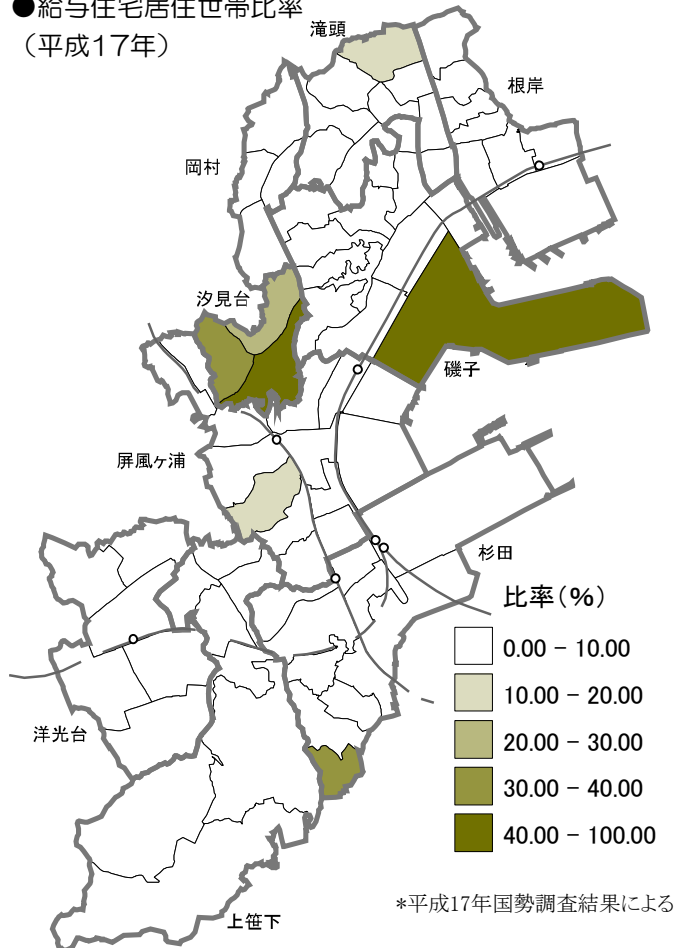 ●給与住宅居住世帯比率
（平成17年）
滝頭
根岸
岡村
汐見台
磯子
屏風ヶ浦
杉田
洋光台
上笹下
比率(%)
0.00 - 10.00
10.00 - 20.00
20.00 - 30.00
30.00 - 40.00
40.00 - 100.00
*平成17年国勢調査結果による